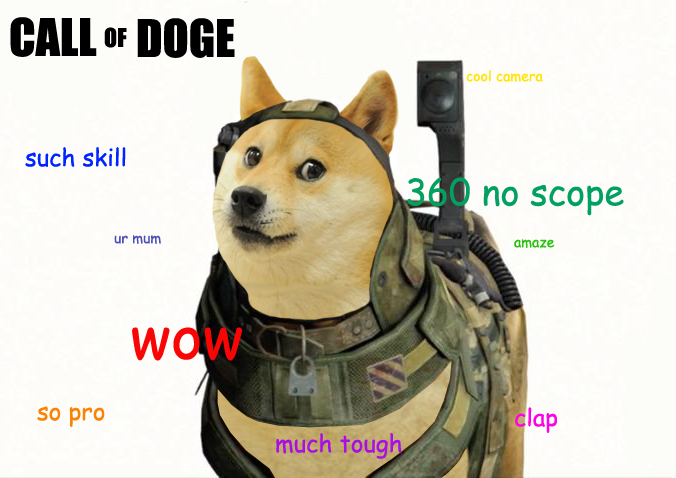 CALL OF DOGE
cool camera
such skill
360 no scope
ur mum
amaze
wow
so pro
clap
much tough